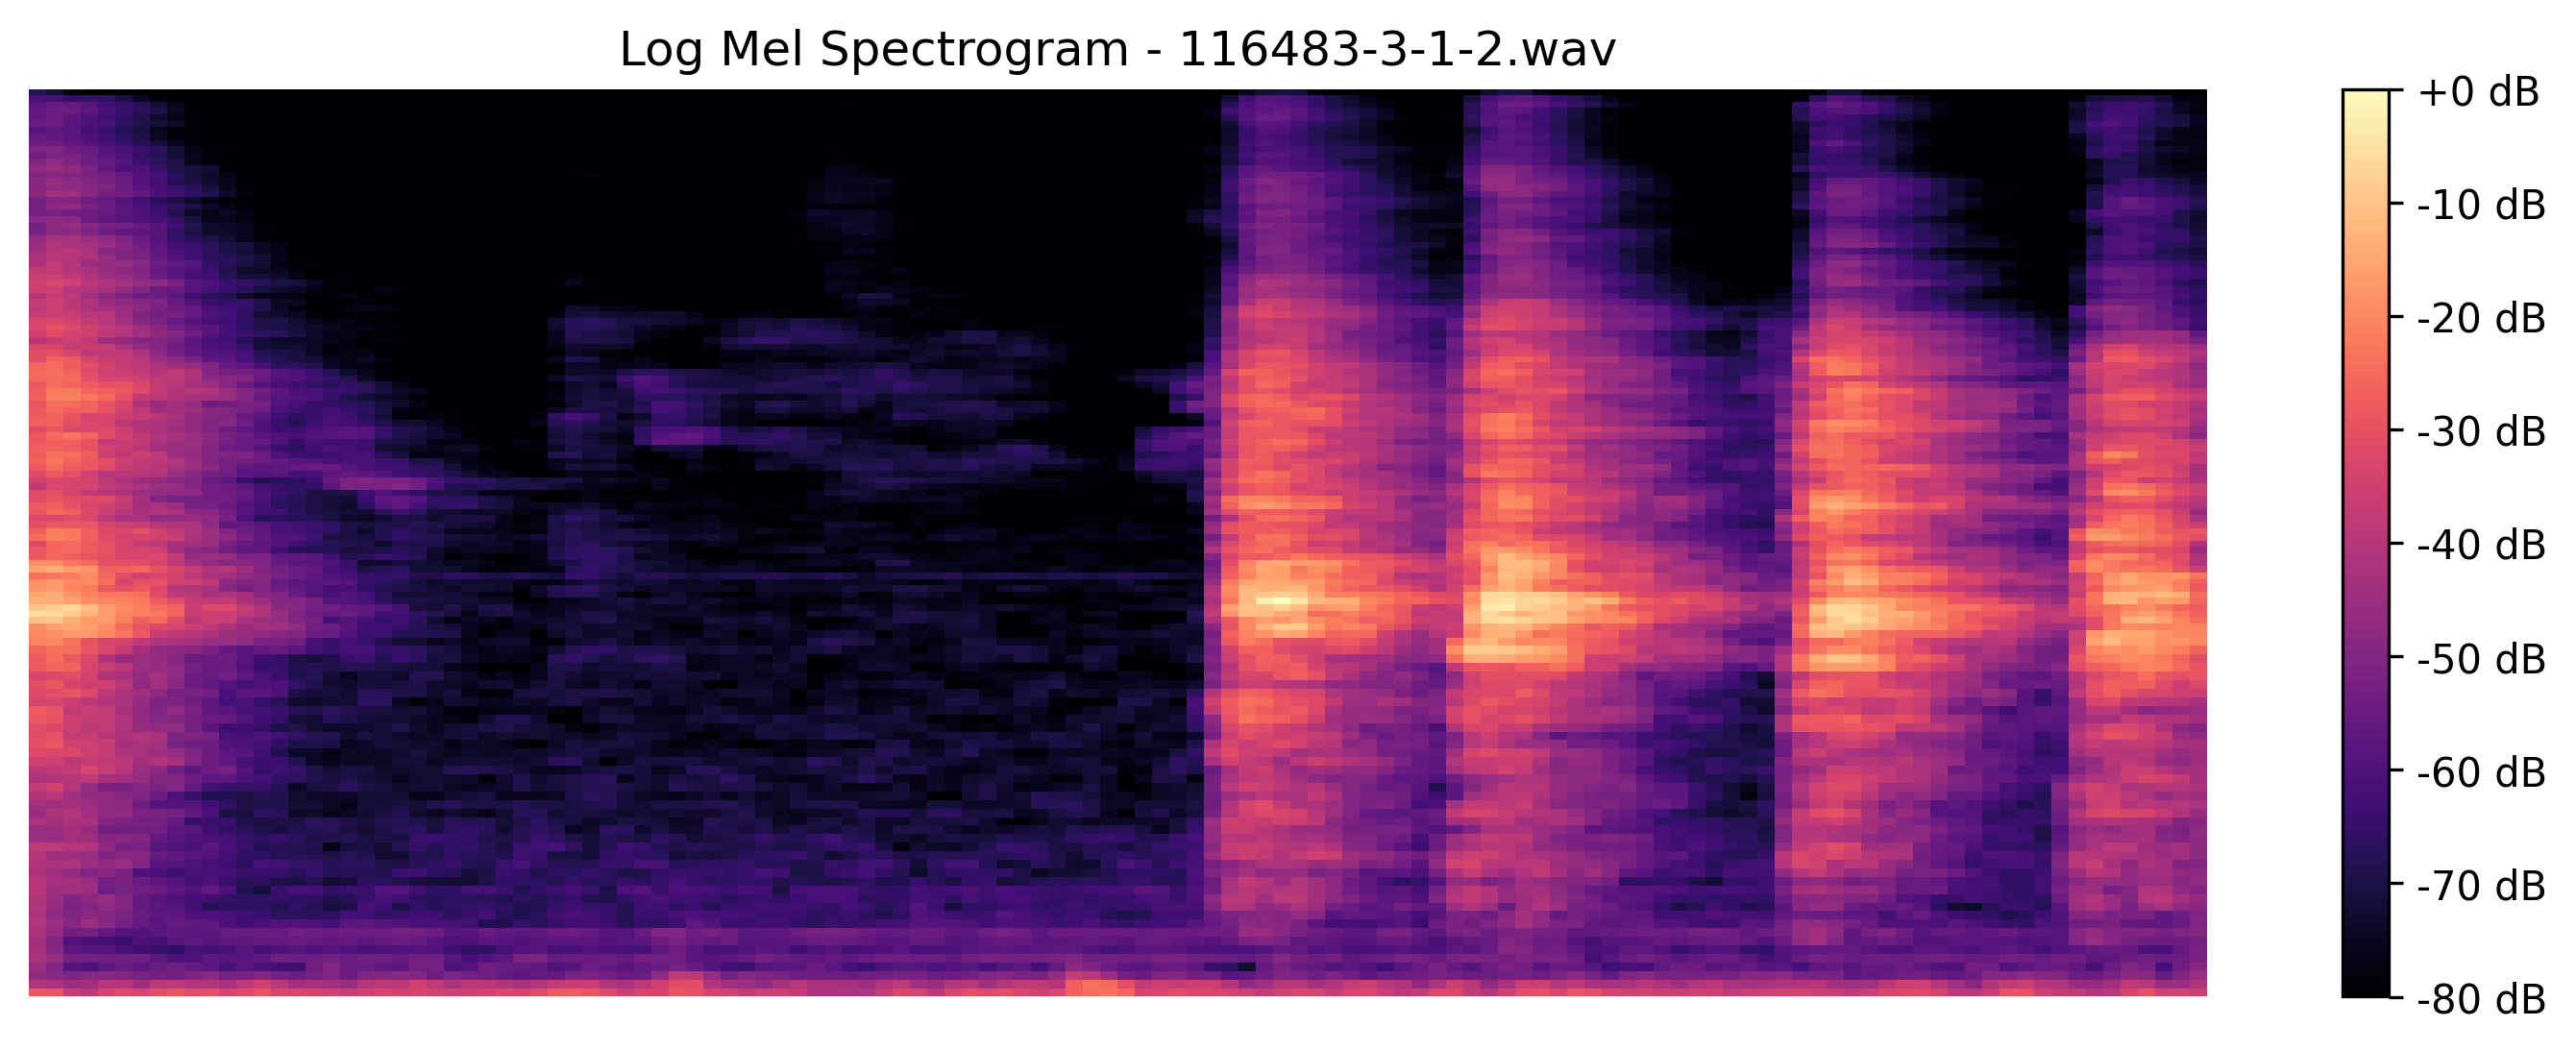 Log Mel Spectrogram - 116483-3-1-2.wav
+0 dB
-10 dB
-20 dB
-30 dB
-40 dB
-50 dB
-60 dB
-70 dB
-80 dB